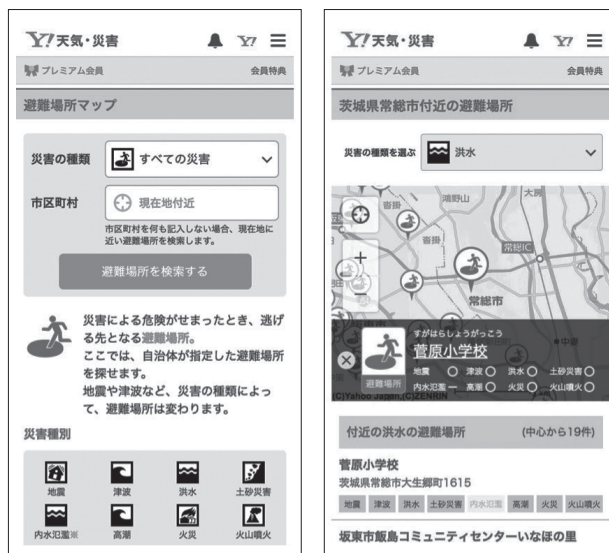 Y!天気・災害
Y!
プレミアム会員
会員特典
避難場所マップ
災害の種類
すべての災害
市区町村
現在地付近
市区町村を何も記入しない場合、現在地に
近い避難場所を検索します。
避難場所を検索する
災害による危険がせまったとき、逃げ
る先となる避難場所。
ここでは、自治体が指定した避難場所
を探せます。
地震や津波など、災害の種類によっ
て、避難場所は変わります。
災害種別
地震
津波
洪水
土砂災害
内水氾濫※
高潮
火災
火山噴火
Y!天気・災害
Y!
プレミアム会員
会員特典
茨城県常総市付近の避難場所
災害の種類を選ぶ
洪水
沓掛
鴻野山
大房
沓掛
常総IC
常総市
すがはらしょうがっこう
菅原小学校
避難場所
地震 〇 津波 〇 洪水 〇 土砂災害 〇
内水氾濫 ー 高潮 〇 火災 〇 火山噴火 〇
(C)Yahoo Japan,(C)ZENRIN
付近の洪水の避難場所
(中心から19件)
菅原小学校
茨城県常総市大生郷町1615
地震 津波 洪水 土砂災害 内水氾濫 高潮 火災 火山噴火
坂東市飯島コミュニティセンターいなほの里